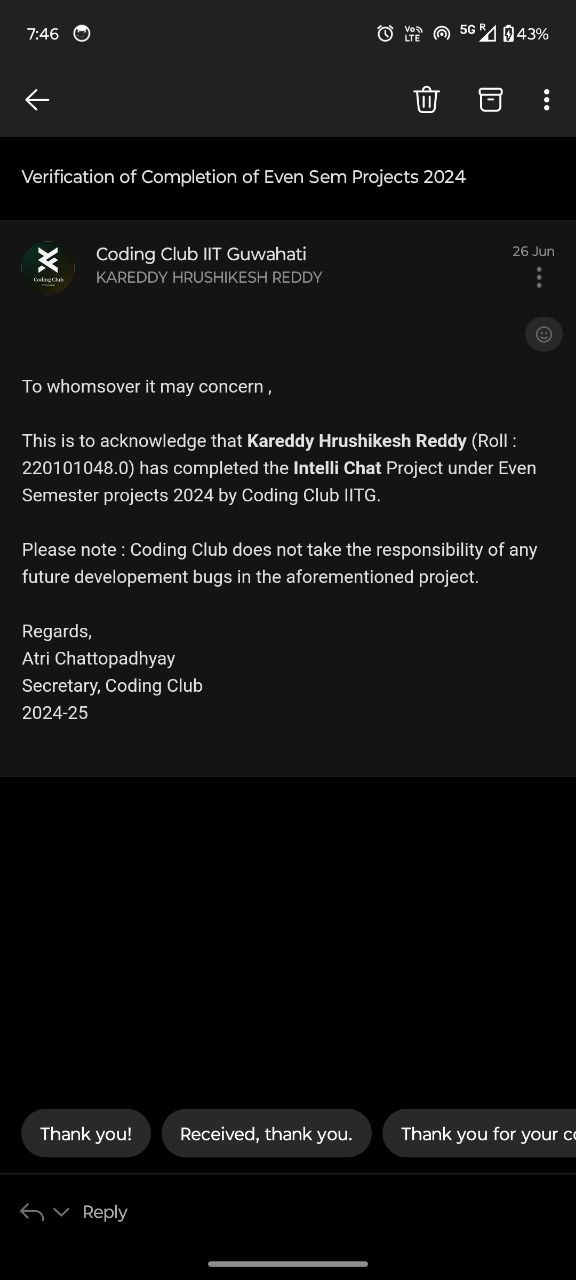 7:46 Vo LTE 5G R 43%
Verification of Completion of Even Sem Projects 2024
Coding Club IIT Guwahati 26 Jun
Coding Club
KAREDDY HRUSHIKESH REDDY
To whomsover it may concern ,
This is to acknowledge that Kareddy Hrushikesh Reddy (Roll :
220101048.0) has completed the Intelli Chat Project under Even
Semester projects 2024 by Coding Club IITG.
Please note : Coding Club does not take the responsibility of any
future developement bugs in the aforementioned project.
Regards,
Atri Chattopadhyay
Secretary, Coding Club
2024-25
Thank you! Received, thank you. Thank you for your co
Reply